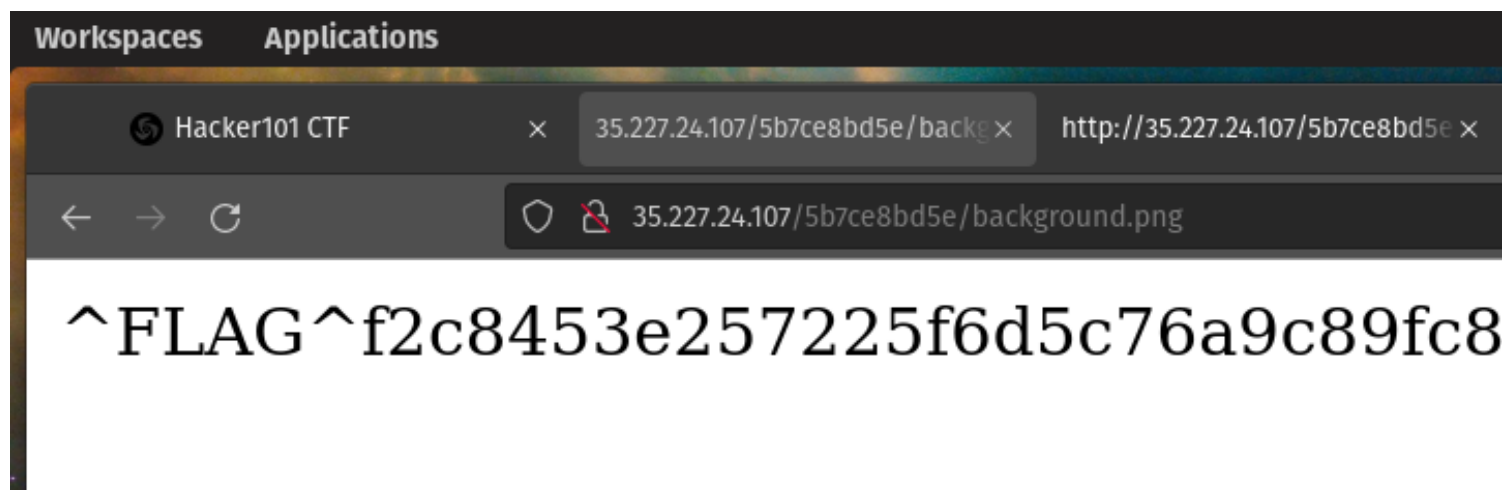 Workspaces Applications
Hacker101 CTF 35.227.24.107/5b7ce8bd5e/backg http://35.227.24.107/5b7ce8bd5e
35.227.24.107/5b7ce8bd5e/background.png
^FLAG^f2c8453e257225f6d5c76a9c89fc8